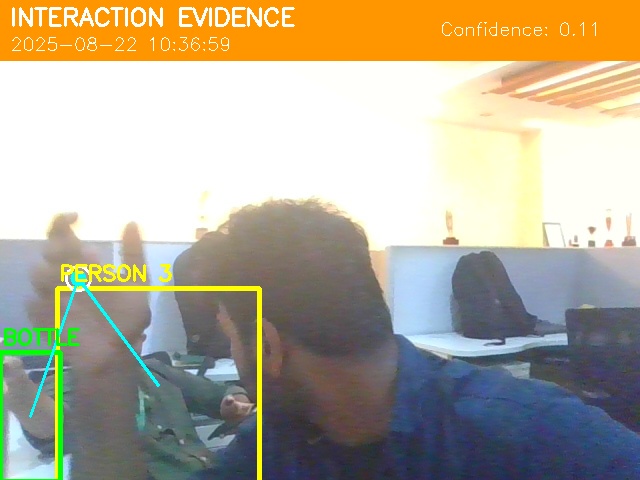 INTERACTION EVIDENCE
2025-08-22 10:36:59
Confidence: 0.11
PERSON 3
BOTTLE